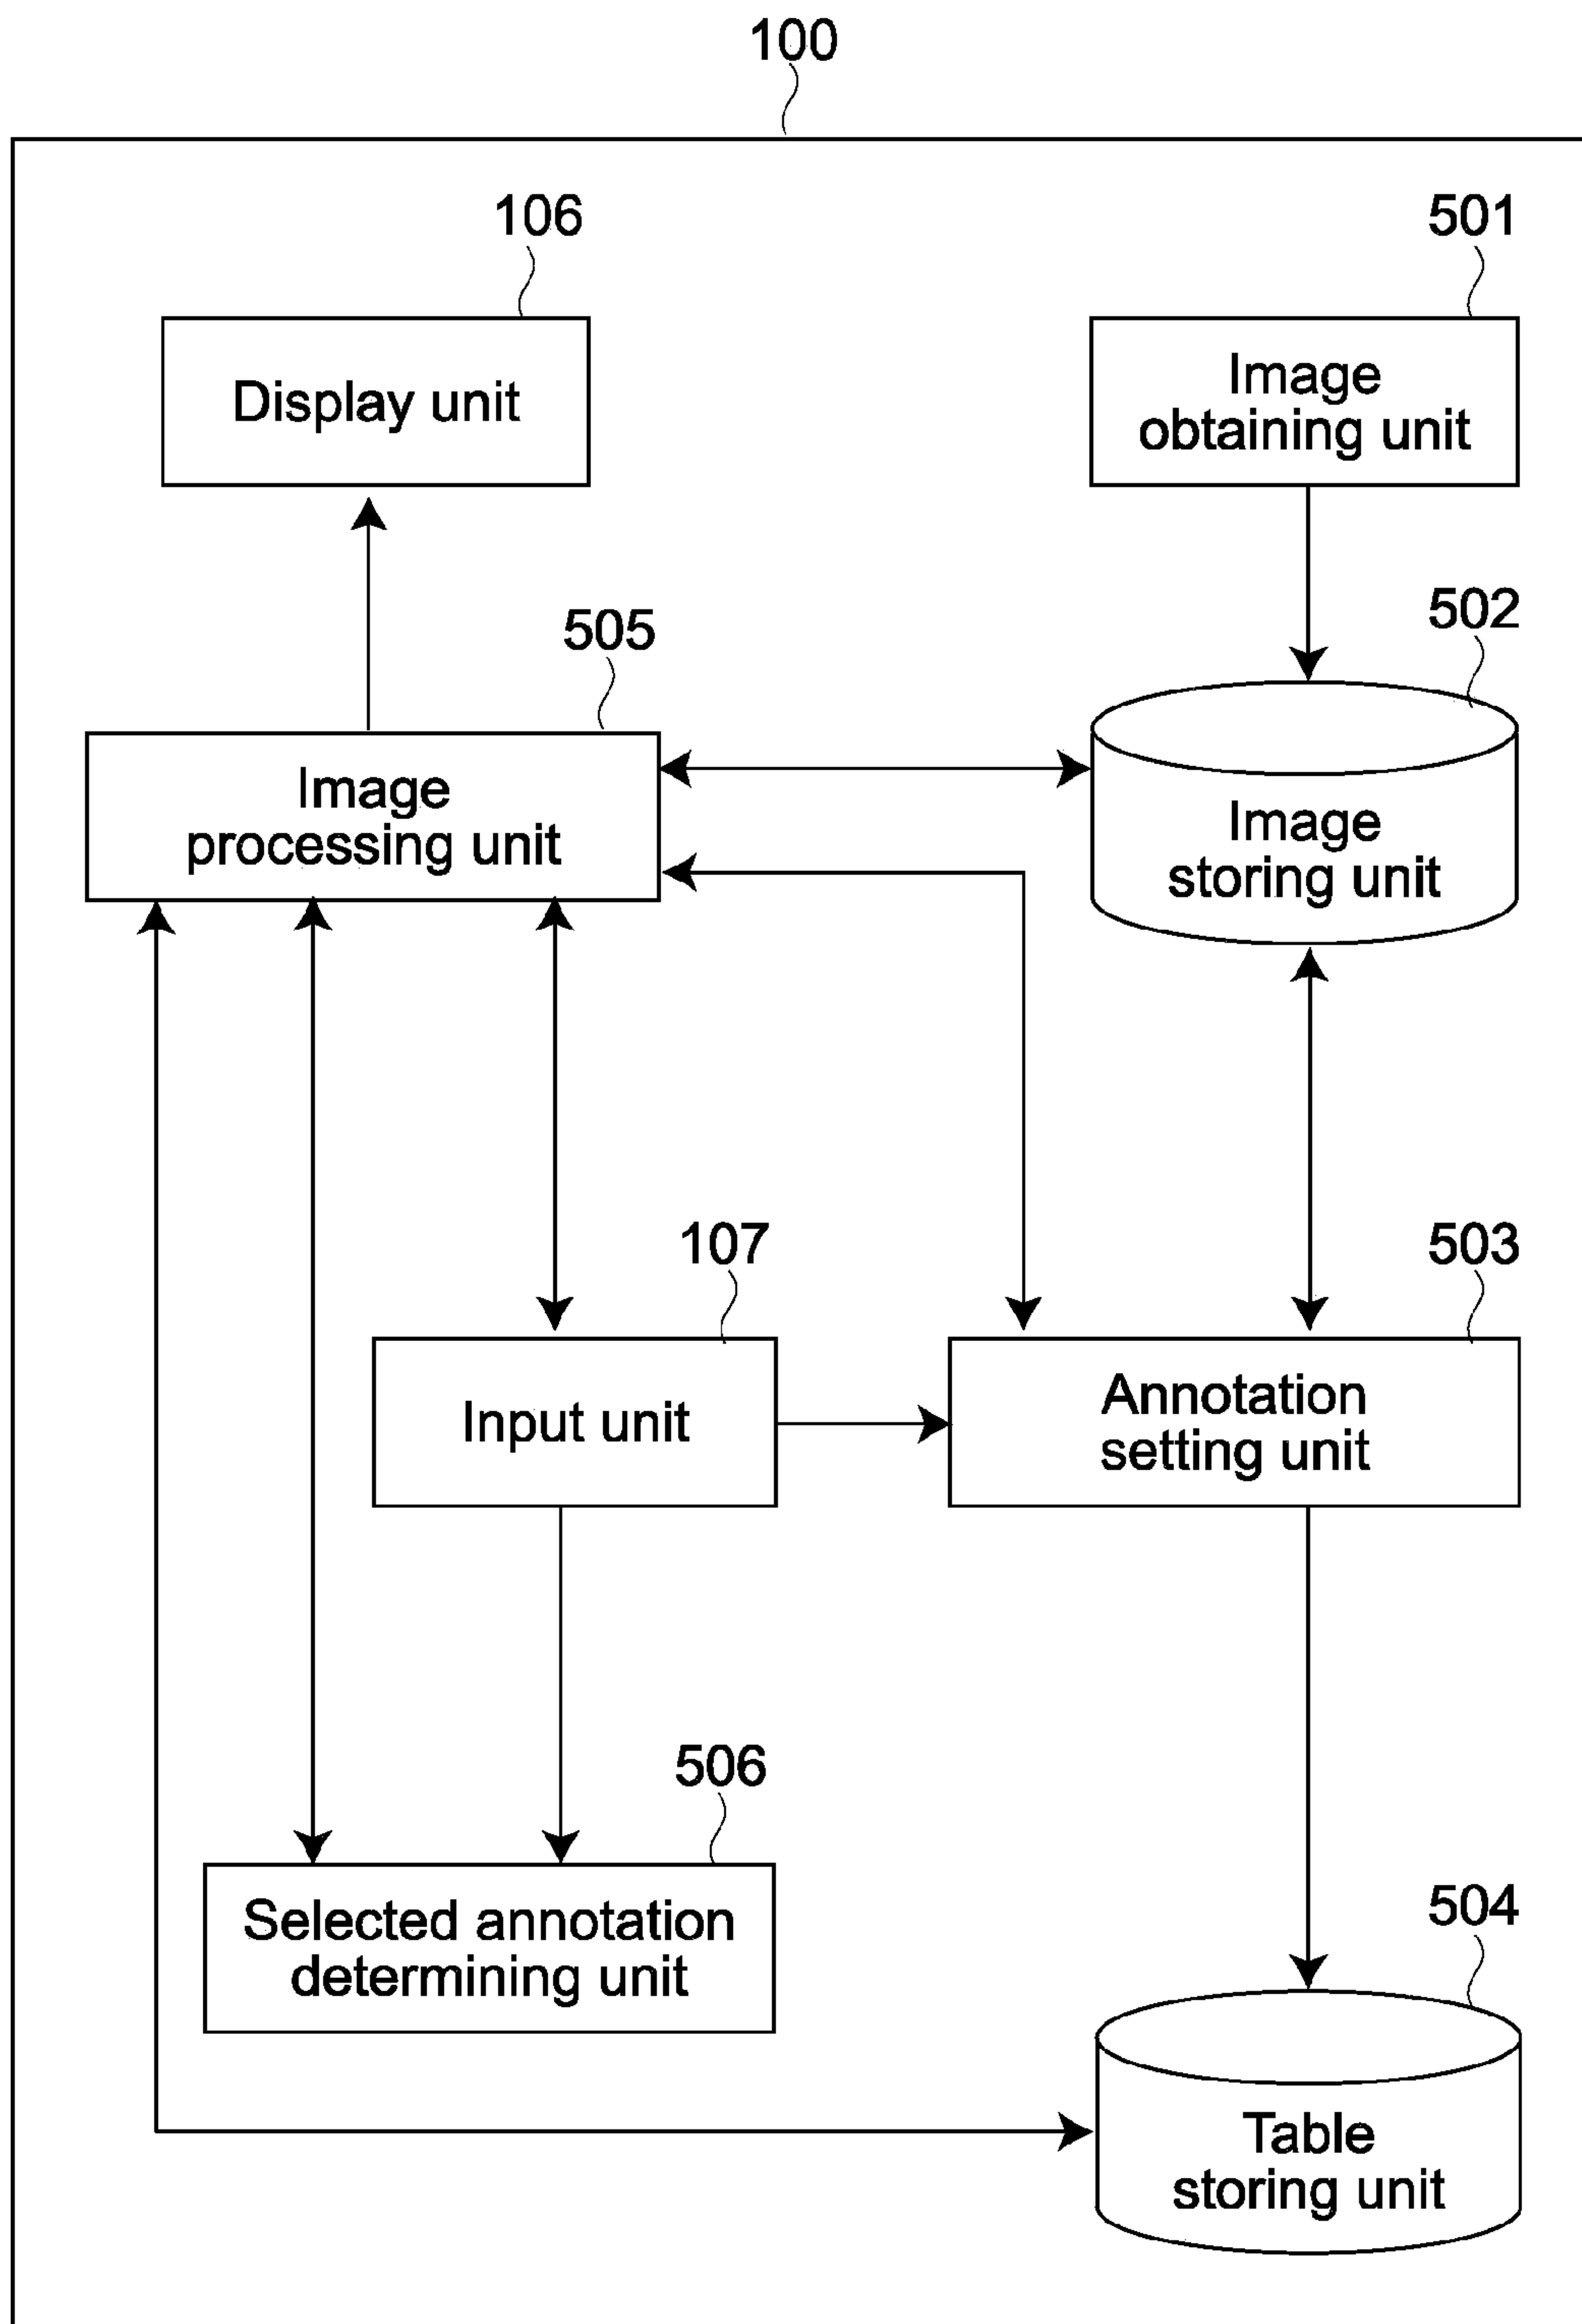 100
106
501
Display unit
Image
obtaining unit
505
502
Image
processing unit
Image
storing unit
107
503
Input unit
Annotation
setting unit
506
504
Selected annotation
determining unit
Table
storing unit